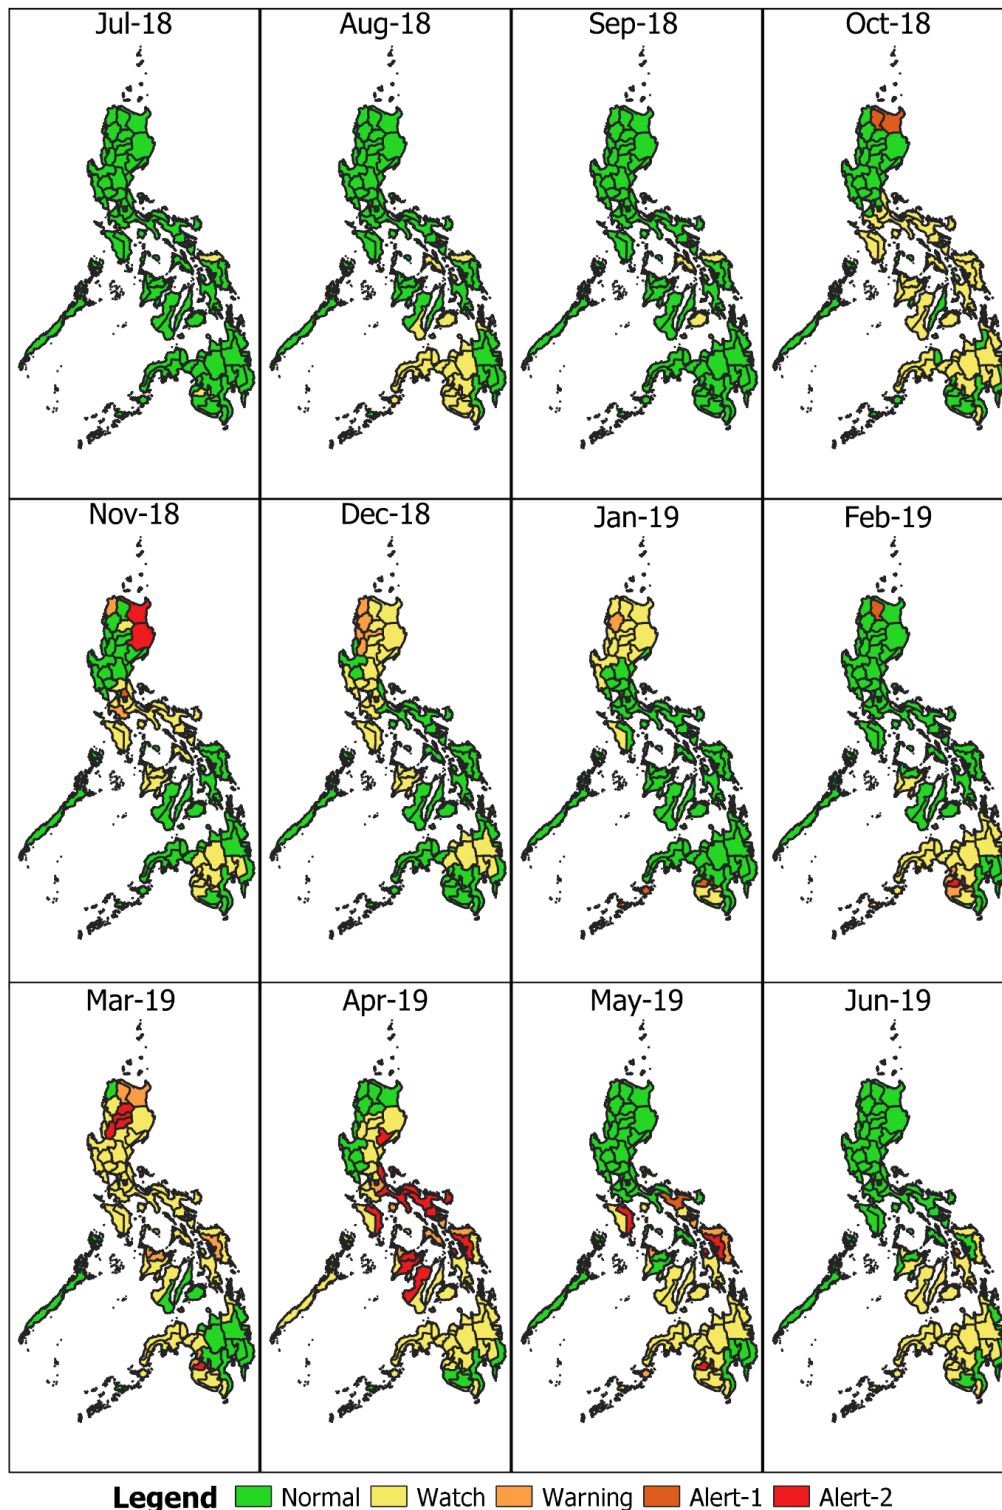 Jul-18 Aug-18 Sep-18 Oct-18
Nov-18 Dec-18 Jan-19 Feb-19
Mar-19 Apr-19 May-19 Jun-19
Legend Normal Watch Warning Alert-1 Alert-2